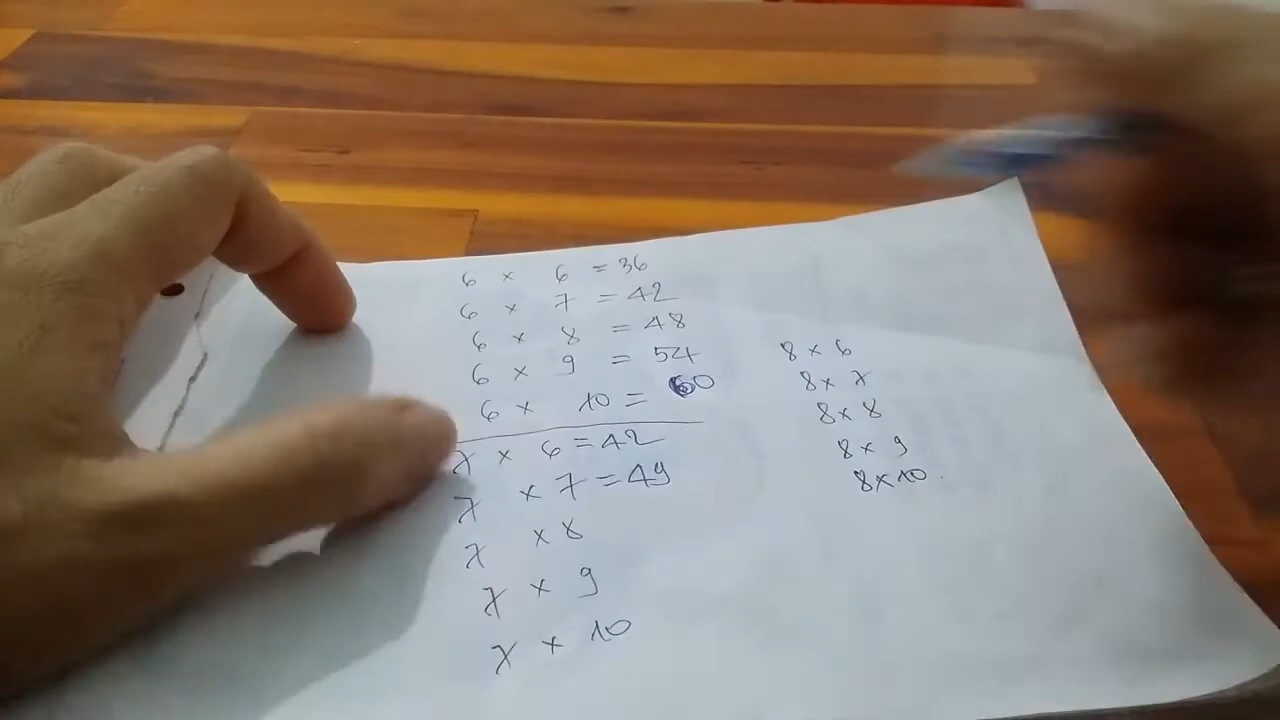 6 × 6 = 36
6 × 7 = 42
6 × 8 = 48
6 × 9 = 54
6 × 10 = 60
7 × 6 = 42
7 × 7 = 49
7 × 8
7 × 9
7 × 10
8 × 6
8 × 7
8 × 8
8 × 9
8 × 10.